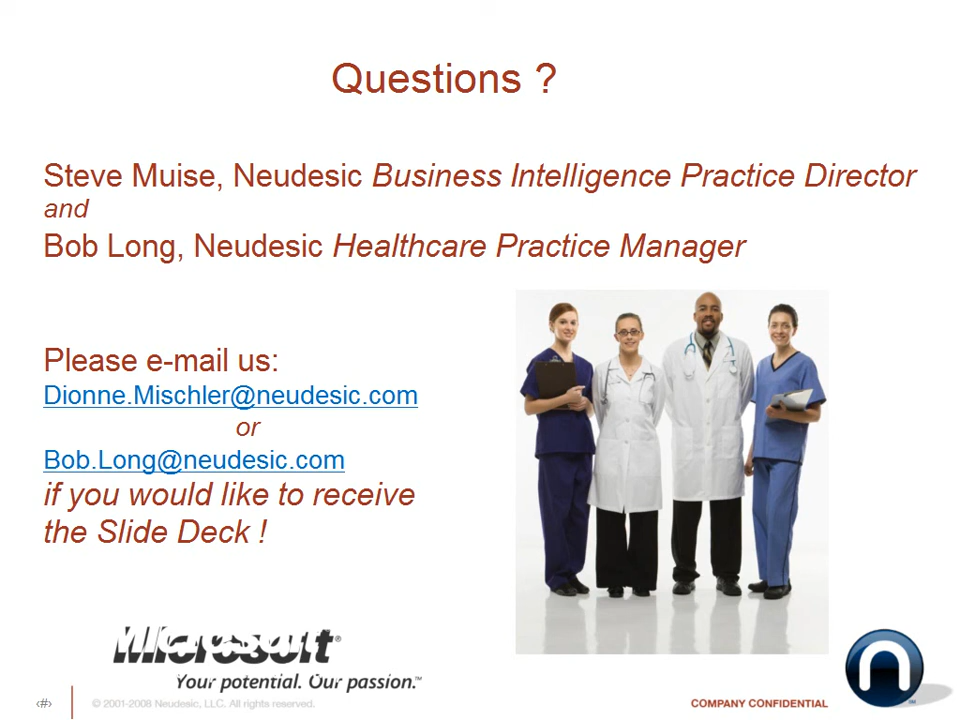 Questions ?
Steve Muise, Neudesic Business Intelligence Practice Director
and
Bob Long, Neudesic Healthcare Practice Manager
Please e-mail us:
Dionne.Mischler@neudesic.com
or
Bob.Long@neudesic.com
if you would like to receive
the Slide Deck !
Microsoft®
Your potential. Our passion.™
‹#›
© 2001-2008 Neudesic, LLC. All rights reserved.
COMPANY CONFIDENTIAL
n